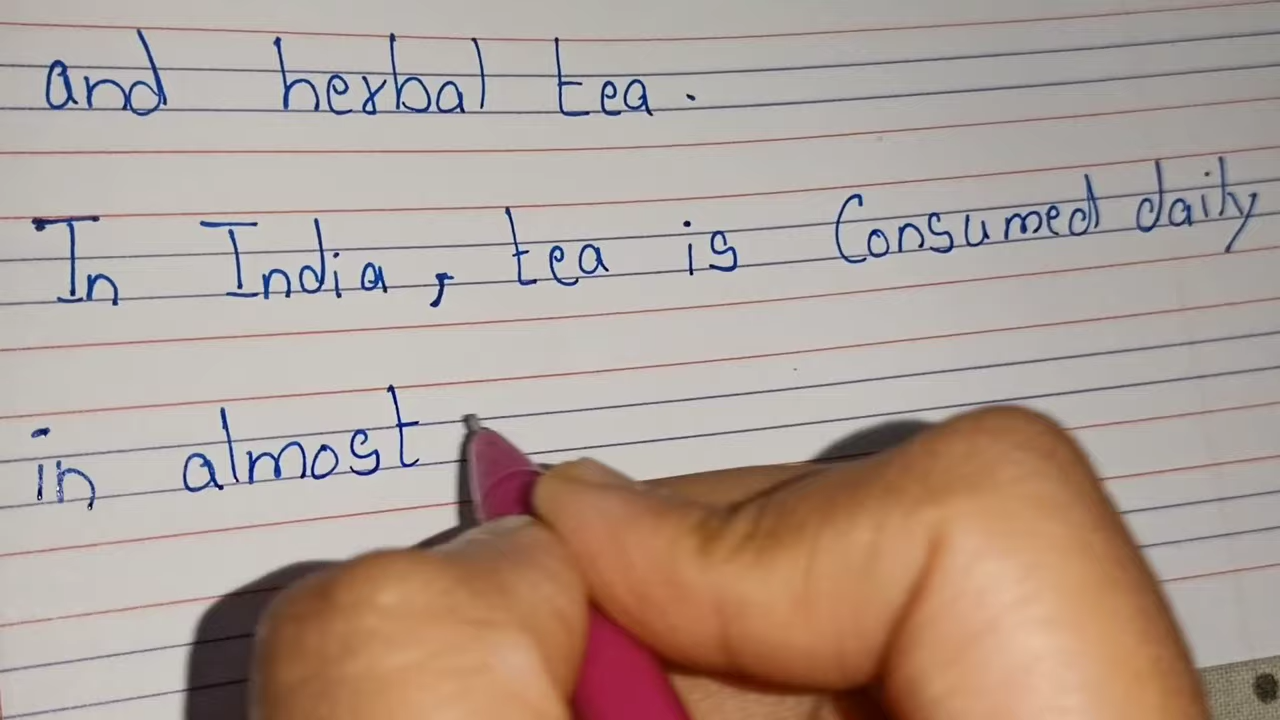 and herbal tea.
In India, tea is Consumed daily
in almost